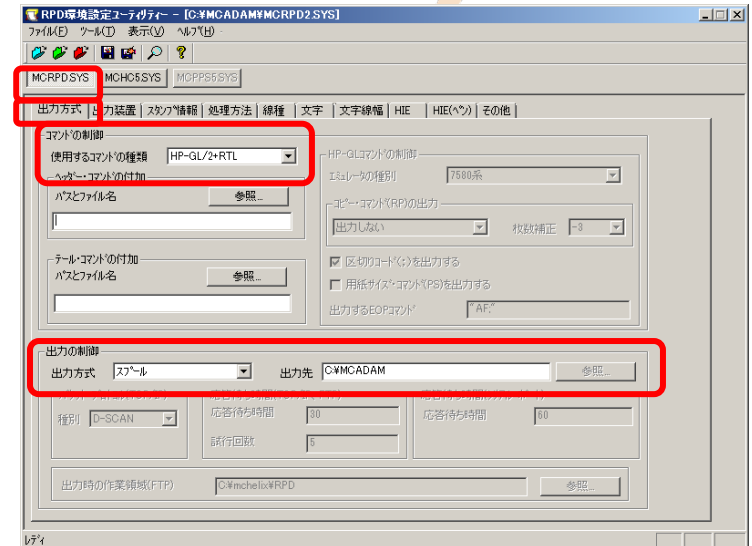 RPD環境設定ユーティリティー - [C:¥MCADAM¥MCRPD2.SYS]
ファイル(F) ツール(T) 表示(V) ヘルプ(H)
MCRPD.SYS MCHC5.SYS MCPPS5.SYS
出力方式 出力装置 スタンプ情報 処理方法 線種 文字 文字線幅 HIE HIE(ペン) その他
コマンドの制御
使用するコマンドの種類 HP-GL/2+RTL
ヘッダー・コマンドの付加
パスとファイル名 参照...
テール・コマンドの付加
パスとファイル名 参照...
HP-GLコマンドの制御
エミュレータの種別 7580系
コピー・コマンド(RP)の出力
出力しない 枚数補正 -3
区切りコード(;)を出力する
用紙サイズ・コマンド(PS)を出力する
出力するEOPコマンド "AF;"
出力の制御
出力方式 スプール 出力先 C:¥MCADAM 参照...
種別 D-SCAN
応答待ち時間 30
試行回数 5
応答待ち時間 60
出力時の作業領域(FTP) C:¥mchelix¥RPD 参照...
レディ